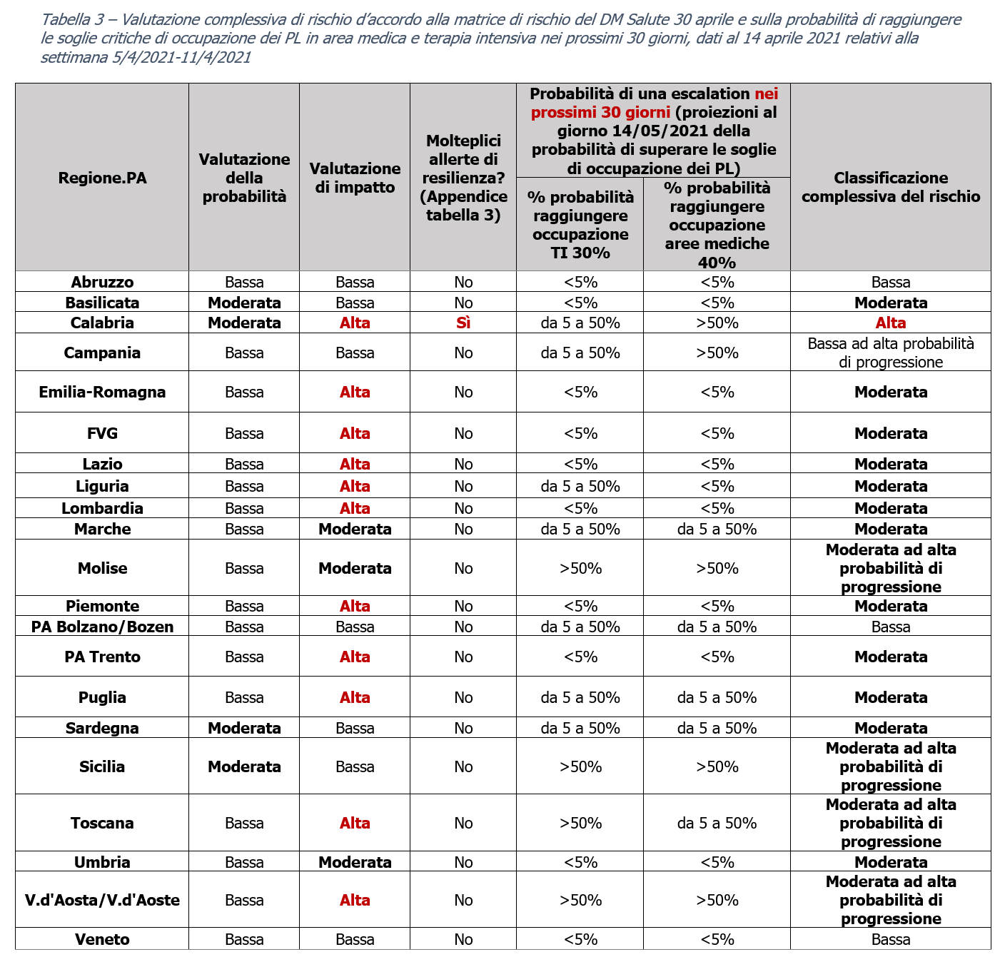 Tabella 3 – Valutazione complessiva di rischio d’accordo alla matrice di rischio del DM Salute 30 aprile e sulla probabilità di raggiungere
le soglie critiche di occupazione dei PL in area medica e terapia intensiva nei prossimi 30 giorni, dati al 14 aprile 2021 relativi alla
settimana 5/4/2021-11/4/2021
Regione.PA
Valutazione
della
probabilità
Valutazione
di impatto
Molteplici
allerte di
resilienza?
(Appendice
tabella 3)
Probabilità di una escalation nei
prossimi 30 giorni (proiezioni al
giorno 14/05/2021 della
probabilità di superare le soglie
di occupazione dei PL)
% probabilità
raggiungere
occupazione
TI 30%
% probabilità
raggiungere
occupazione
aree mediche
40%
Classificazione
complessiva del rischio
Abruzzo Bassa Bassa No <5% <5% Bassa
Basilicata Moderata Bassa No <5% <5% Moderata
Calabria Moderata Alta Sì da 5 a 50% >50% Alta
Campania Bassa Bassa No da 5 a 50% >50% Bassa ad alta probabilità
di progressione
Emilia-Romagna Bassa Alta No <5% <5% Moderata
FVG Bassa Alta No <5% <5% Moderata
Lazio Bassa Alta No <5% <5% Moderata
Liguria Bassa Alta No da 5 a 50% <5% Moderata
Lombardia Bassa Alta No <5% <5% Moderata
Marche Bassa Moderata No da 5 a 50% da 5 a 50% Moderata
Molise Bassa Moderata No >50% >50% Moderata ad alta
probabilità di
progressione
Piemonte Bassa Alta No <5% <5% Moderata
PA Bolzano/Bozen Bassa Bassa No da 5 a 50% da 5 a 50% Bassa
PA Trento Bassa Alta No <5% <5% Moderata
Puglia Bassa Alta No da 5 a 50% da 5 a 50% Moderata
Sardegna Moderata Bassa No da 5 a 50% da 5 a 50% Moderata
Sicilia Moderata Bassa No >50% >50% Moderata ad alta
probabilità di
progressione
Toscana Bassa Alta No >50% da 5 a 50% Moderata ad alta
probabilità di
progressione
Umbria Bassa Moderata No <5% <5% Moderata
V.d'Aosta/V.d'Aoste Bassa Alta No >50% >50% Moderata ad alta
probabilità di
progressione
Veneto Bassa Bassa No <5% <5% Bassa